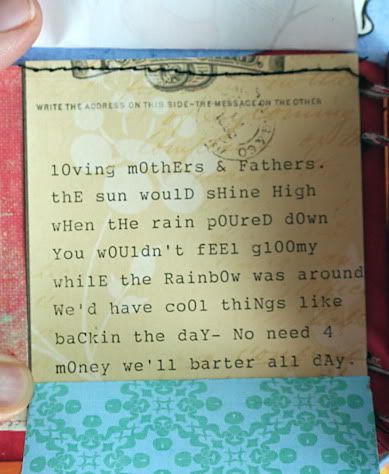 WRITE THE ADDRESS ON THIS SIDE-THE MESSAGE ON THE OTHER
lOving mOthErs & Fathers.
thE sun woulD sHine High
wHen tHe rain pOUreD dOwn
You wOUldn't fEEl glOOmy
whilE the RainbOw was around
We'd have coOl thiNgs like
baCkin the daY- No need 4
mOney we'll barter all dAy.